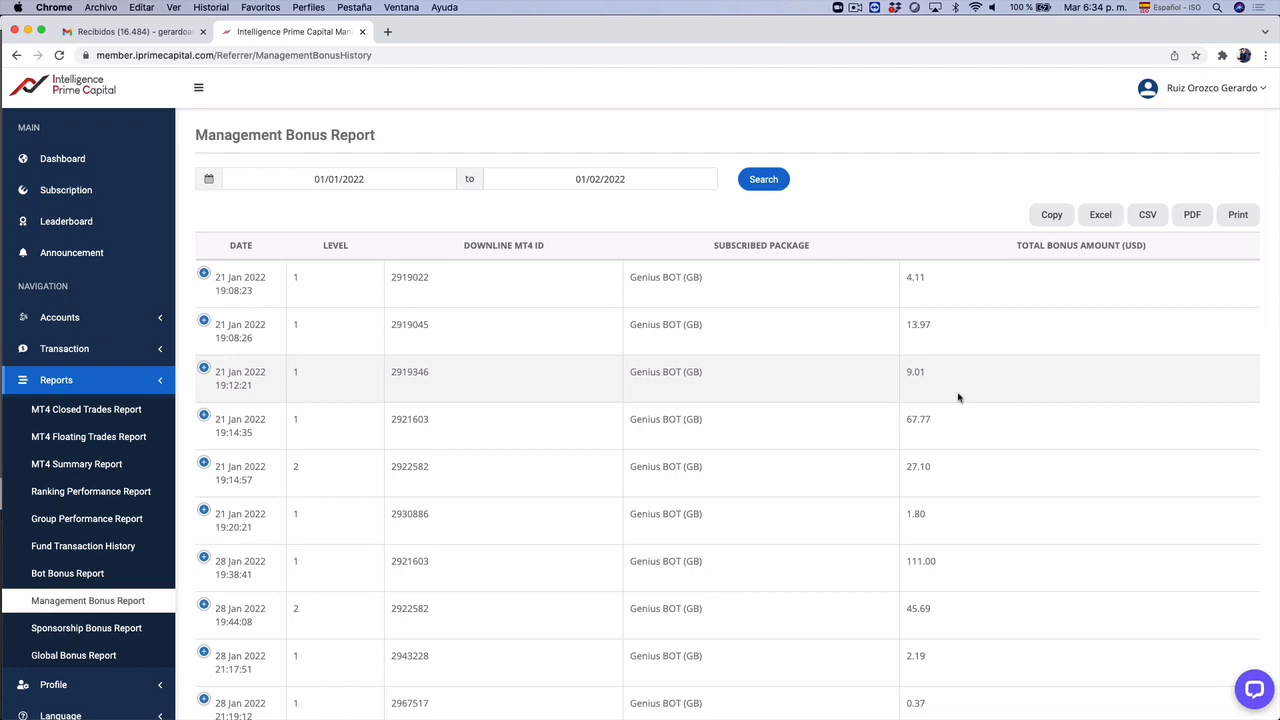 Chrome Archivo Editar Ver Historial Favoritos Perfiles Pestaña Ventana Ayuda 100 % Español - ISO Mar 6:34 p. m.
Recibidos (16.484) - gerardoa Intelligence Prime Capital Man
member.iprimecapital.com/Referrer/ManagementBonusHistory
Intelligence
Prime Capital
Ruiz Orozco Gerardo
MAIN
Dashboard
Subscription
Leaderboard
Announcement
NAVIGATION
Accounts
Transaction
Reports
MT4 Closed Trades Report
MT4 Floating Trades Report
MT4 Summary Report
Ranking Performance Report
Group Performance Report
Fund Transaction History
Bot Bonus Report
Management Bonus Report
Sponsorship Bonus Report
Global Bonus Report
Profile
Language
Management Bonus Report
01/01/2022 to 01/02/2022 Search
Copy Excel CSV PDF Print
DATE LEVEL DOWNLINE MT4 ID SUBSCRIBED PACKAGE TOTAL BONUS AMOUNT (USD)
21 Jan 2022 1 2919022 Genius BOT (GB) 4.11
19:08:23
21 Jan 2022 1 2919045 Genius BOT (GB) 13.97
19:08:26
21 Jan 2022 1 2919346 Genius BOT (GB) 9.01
19:12:21
21 Jan 2022 1 2921603 Genius BOT (GB) 67.77
19:14:35
21 Jan 2022 2 2922582 Genius BOT (GB) 27.10
19:14:57
21 Jan 2022 1 2930886 Genius BOT (GB) 1.80
19:20:21
28 Jan 2022 1 2921603 Genius BOT (GB) 111.00
19:38:41
28 Jan 2022 2 2922582 Genius BOT (GB) 45.69
19:44:08
28 Jan 2022 1 2943228 Genius BOT (GB) 2.19
21:17:51
28 Jan 2022 1 2967517 Genius BOT (GB) 0.37
21:19:12